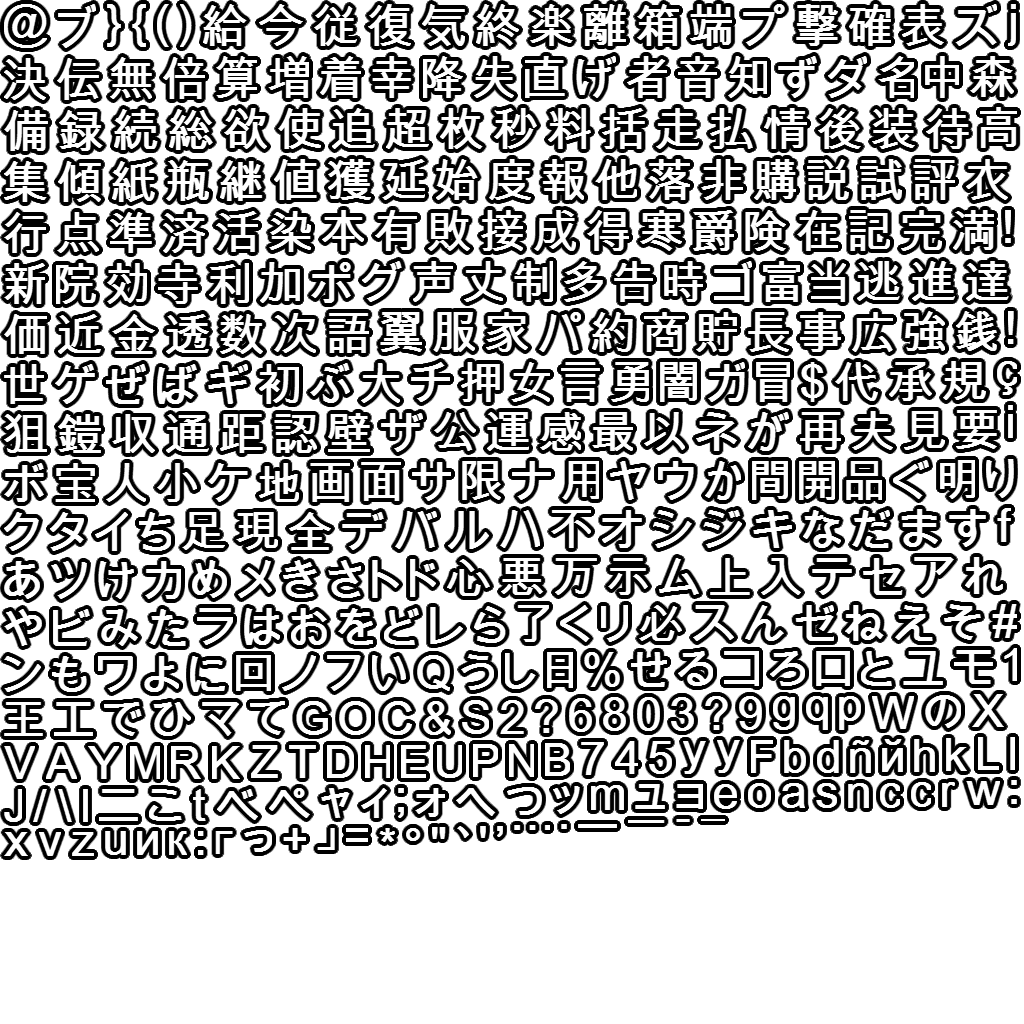 @ブ}{()給今従復気終楽離箱端プ撃確表ズj
決伝無倍算増着幸降失直げ者音知ずダ名中森
備録続総欲使追超枚秒料括走払情後装待高
集傾紙瓶継値獲延始度報他落非購説試評衣
行点準済活染本有敗接成得寒爵険在記完満!
新院効寺利加ポグ声丈制多告時ゴ富当逃進達
価近金透数次語翼服家パ約商貯長事広強銭!
世ゲぜばギ初ぶ大チ押女言勇闇ガ冒$代承規Ç
狙鎧収通距認壁ザ公運感最以ネが再夫見要i
ボ宝人小ケ地画面サ限ナ用ヤウか問開品ぐ明り
クタイち足現全デバルハ不オシジキなだますf
あツけ力めメきさトド心悪万示ム上入テセアれ
やビみたラはおをどレら了くリ必スんゼねえそ#
ンもワよに回ノフいQうし日%せるコろ口とユモ1
王エでひマてGOC&S2?6803?9gqpWのX
VAYMRKZTDHEUPNB745yyFbdñйhkLl
J/\|二こtベペヤィ;ォへつッmュョeoasnccrw:
xvzuик:「っ+」=*°"、'',:¨··ー一-–